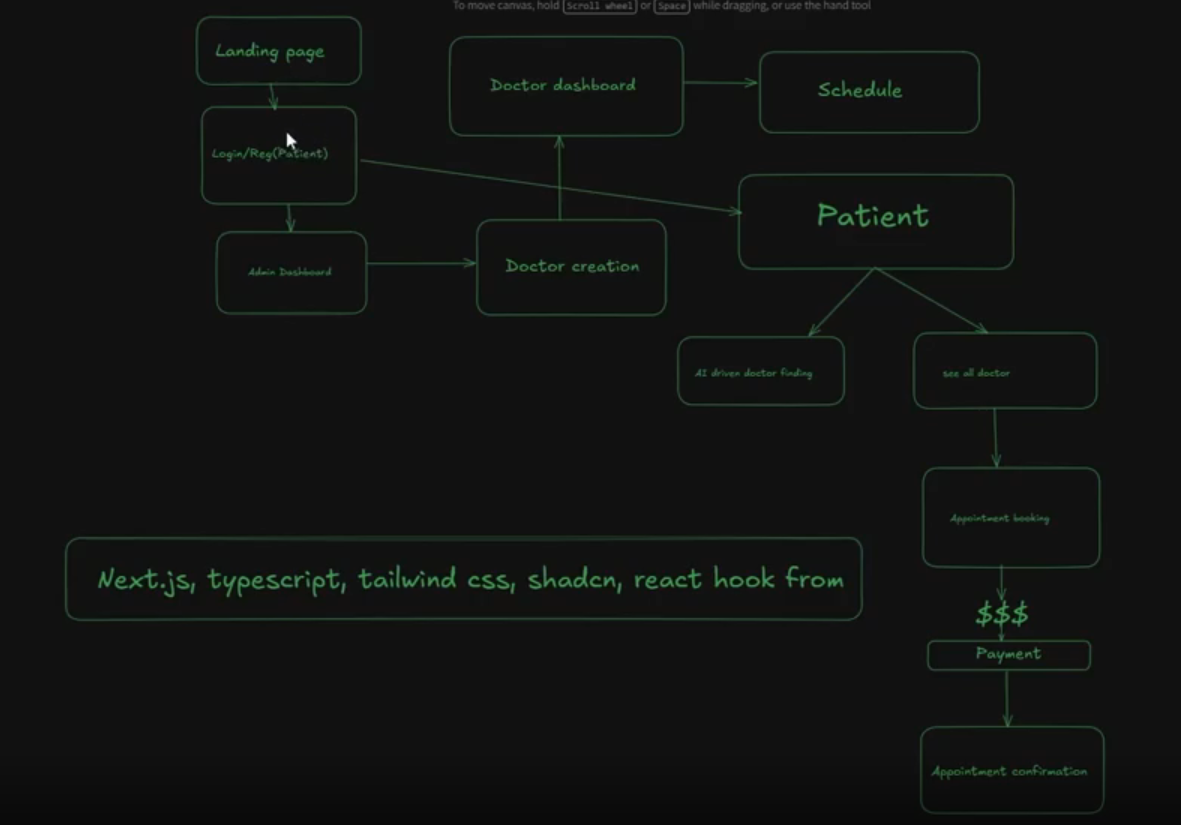 To move canvas, hold Scroll wheel or Space while dragging, or use the hand tool
Landing page
Doctor dashboard
Schedule
Login/Reg(Patient)
Patient
Admin Dashboard
Doctor creation
AI driven doctor finding
see all doctor
Appointment booking
Next.js, typescript, tailwind css, shadcn, react hook from
$$$
Payment
Appointment confirmation